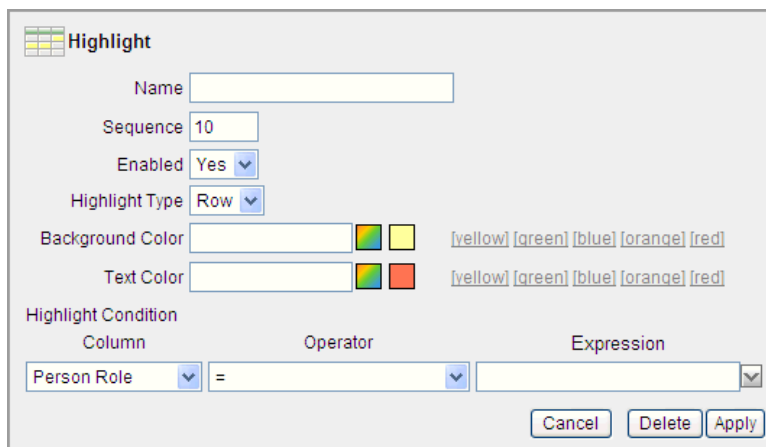 Highlight
Name
Sequence 10
Enabled Yes
Highlight Type Row
Background Color [yellow] [green] [blue] [orange] [red]
Text Color [yellow] [green] [blue] [orange] [red]
Highlight Condition
Column Operator Expression
Person Role =
Cancel Delete Apply